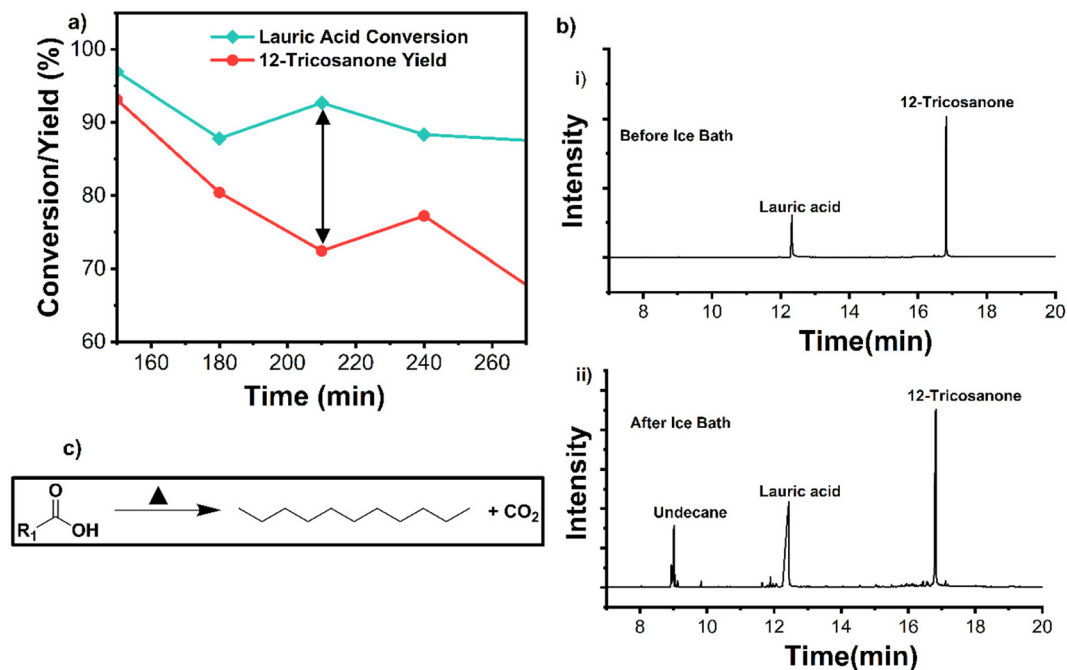 a)
Lauric Acid Conversion
12-Tricosanone Yield
100
90
80
70
60
Conversion/Yield (%)
160 180 200 220 240 260
Time (min)
b)
i)
Before Ice Bath
12-Tricosanone
Lauric acid
Intensity
8 10 12 14 16 18 20
Time(min)
ii)
After Ice Bath
12-Tricosanone
Lauric acid
Undecane
Intensity
8 10 12 14 16 18 20
Time(min)
c)
O
R₁ OH
+ CO₂